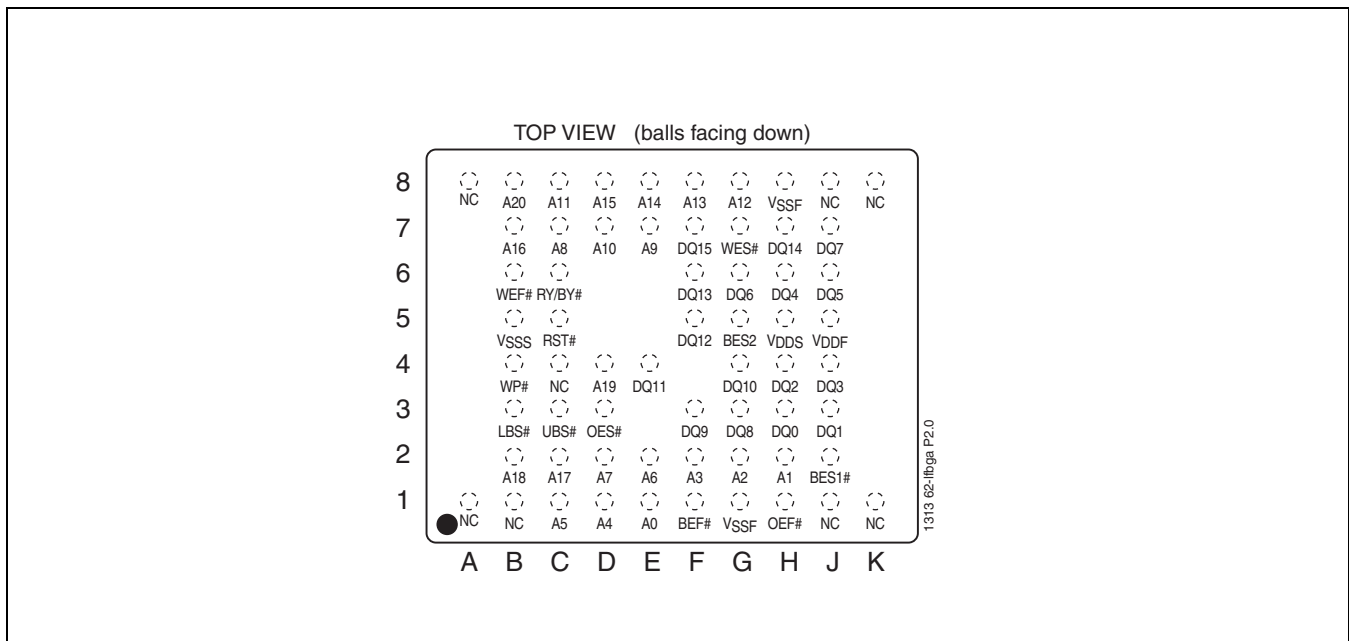 TOP VIEW (balls facing down)
8
NC A20 A11 A15 A14 A13 A12 VSSF NC NC
7
A16 A8 A10 A9 DQ15 WES# DQ14 DQ7
6
WEF# RY/BY# DQ13 DQ6 DQ4 DQ5
5
VSSS RST# DQ12 BES2 VDDS VDDF
4
WP# NC A19 DQ11 DQ10 DQ2 DQ3
3
LBS# UBS# OES# DQ9 DQ8 DQ0 DQ1
2
A18 A17 A7 A6 A3 A2 A1 BES1#
1
NC NC A5 A4 A0 BEF# VSSF OEF# NC NC
A B C D E F G H J K
1313 62-lfbga P2.0